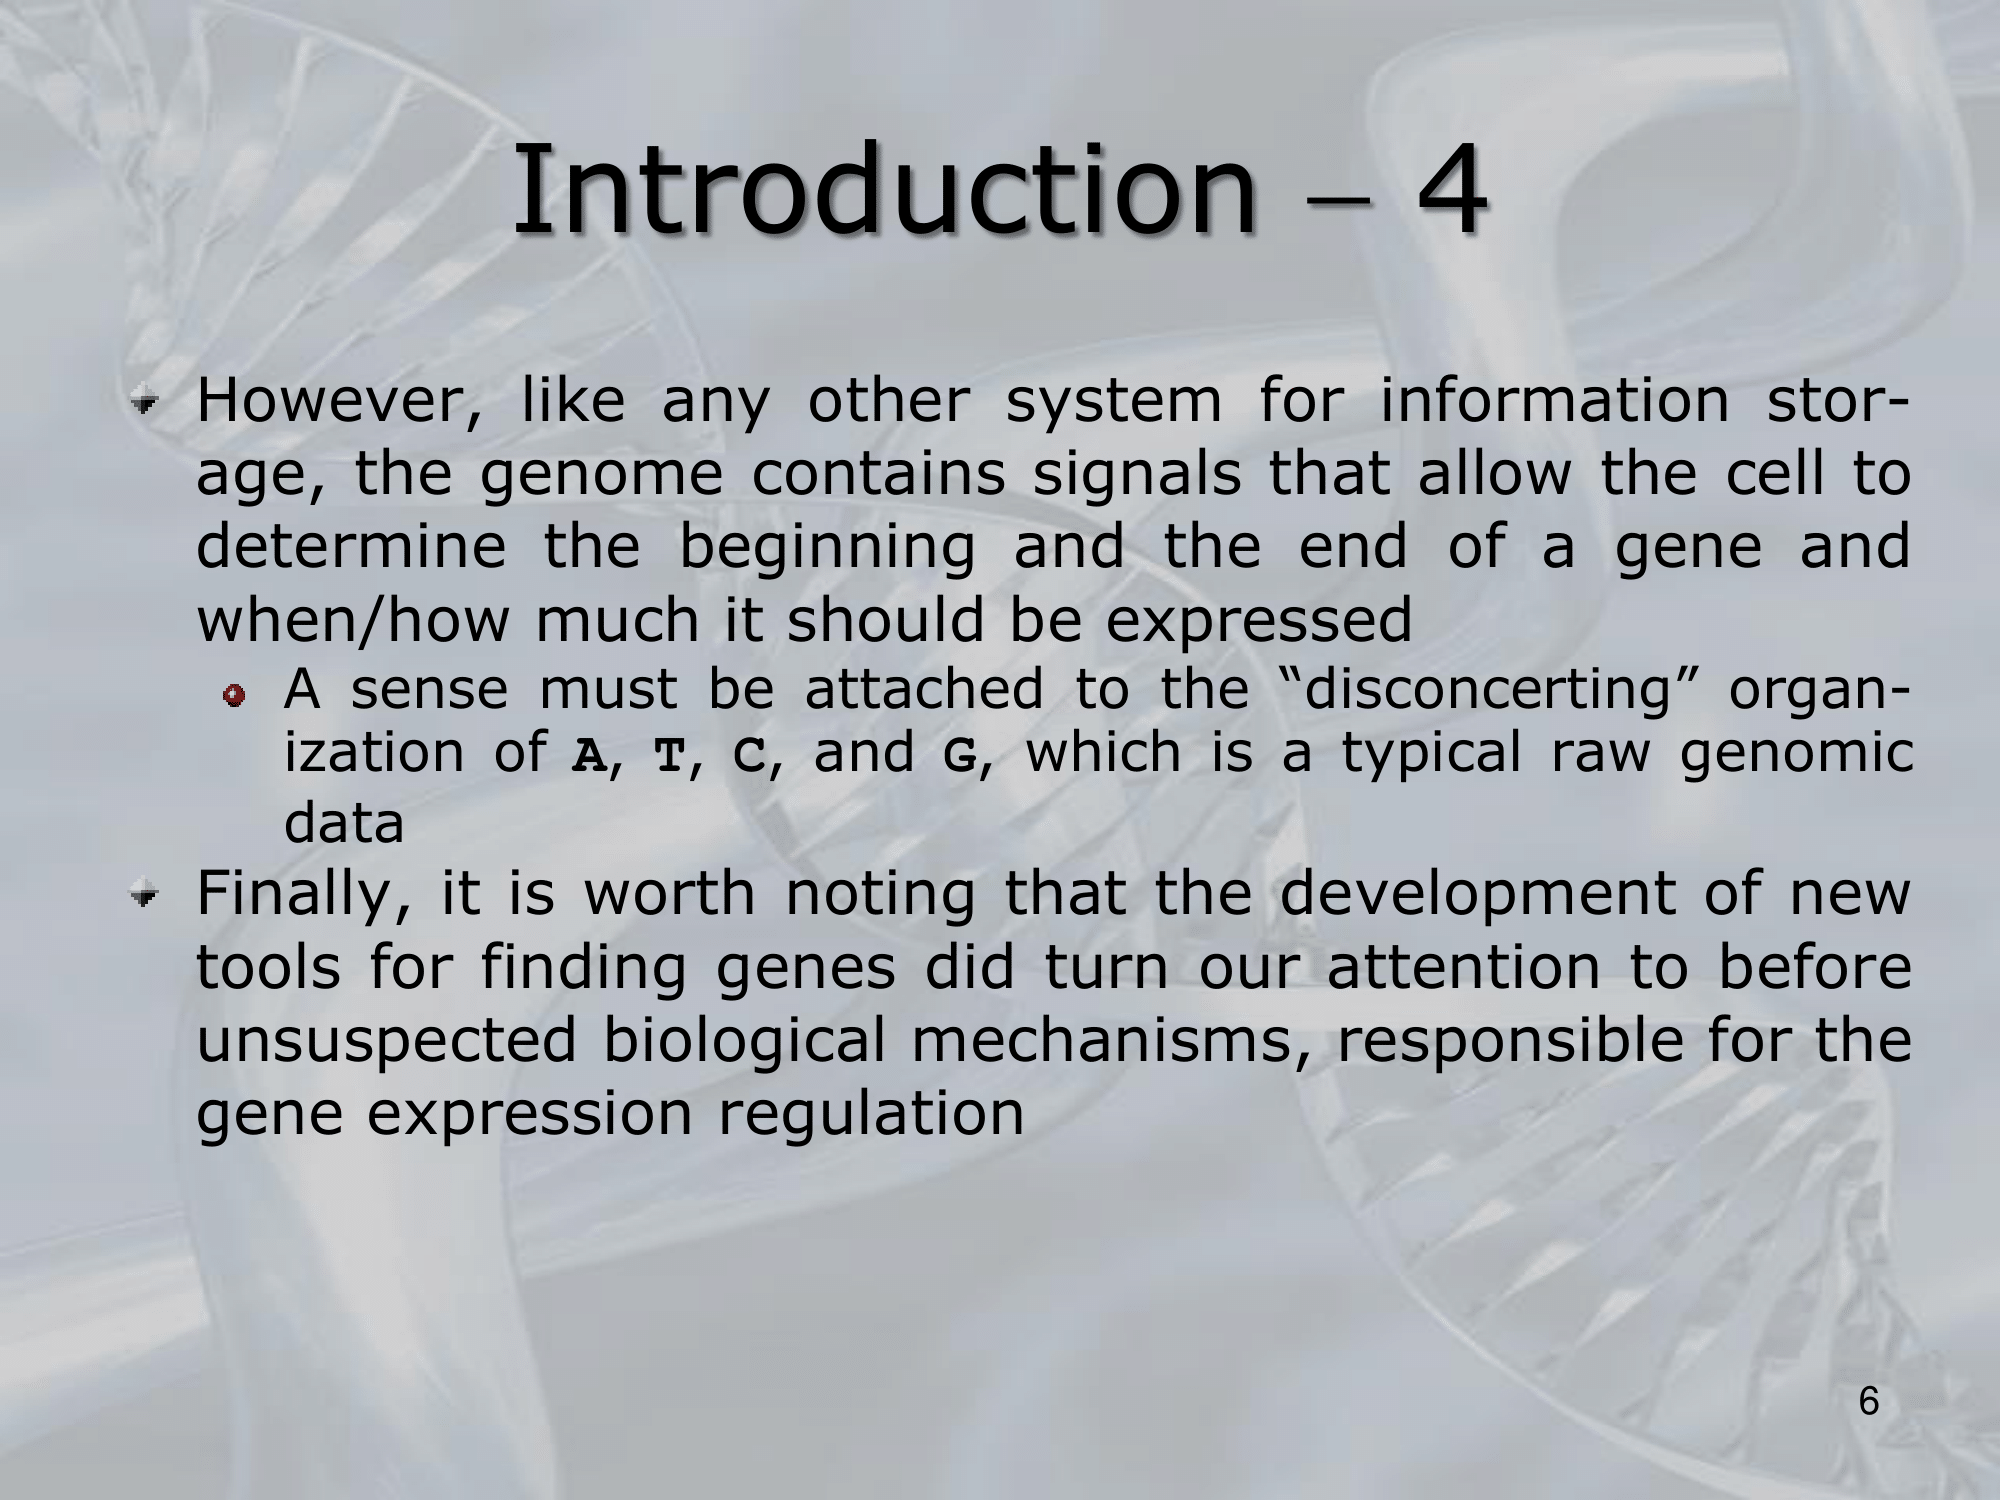 Introduction – 4
However, like any other system for information stor-
age, the genome contains signals that allow the cell to
determine the beginning and the end of a gene and
when/how much it should be expressed
A sense must be attached to the “disconcerting” organ-
ization of A, T, C, and G, which is a typical raw genomic
data
Finally, it is worth noting that the development of new
tools for finding genes did turn our attention to before
unsuspected biological mechanisms, responsible for the
gene expression regulation
6